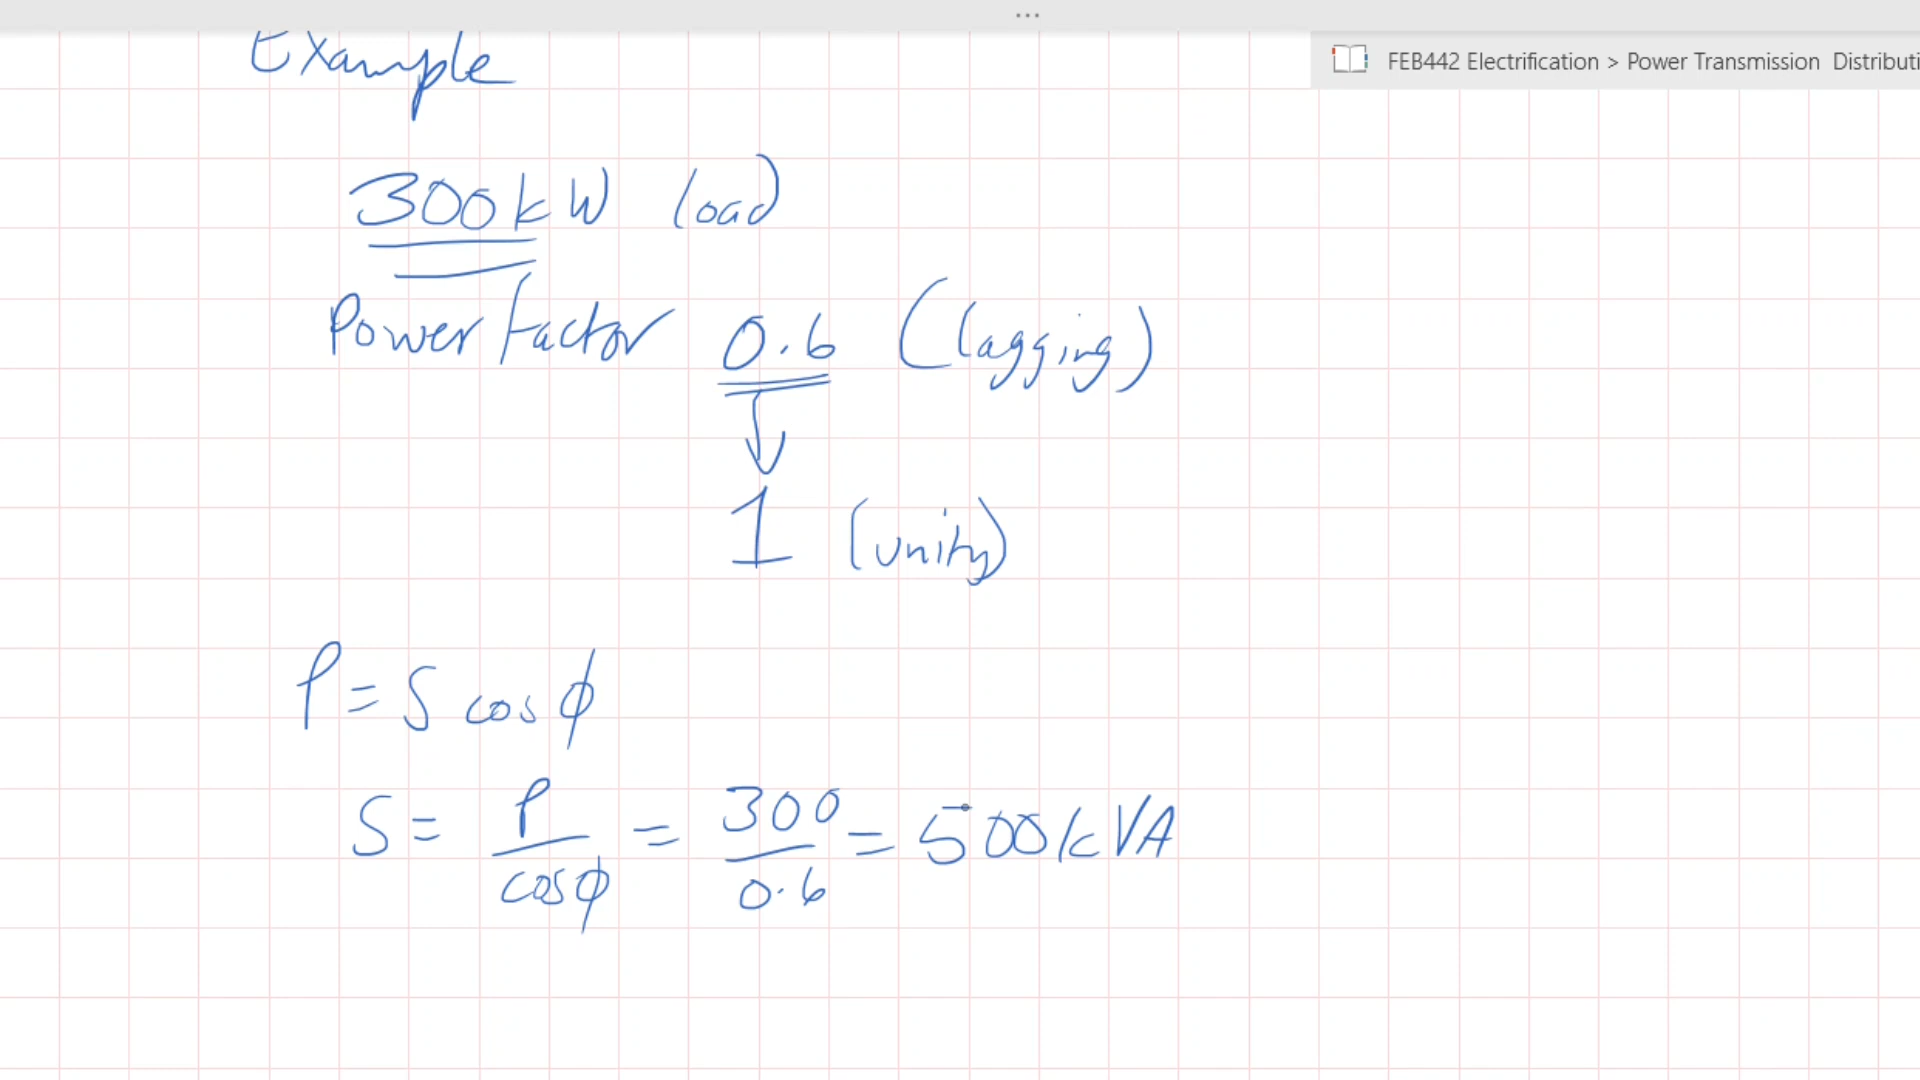 ...
Example
FEB442 Electrification > Power Transmission Distributi
300kW load
Power Factor 0.6 (lagging)
1 (unity)
P = S cos ϕ
S = P/cosϕ = 300/0.6 = 500kVA